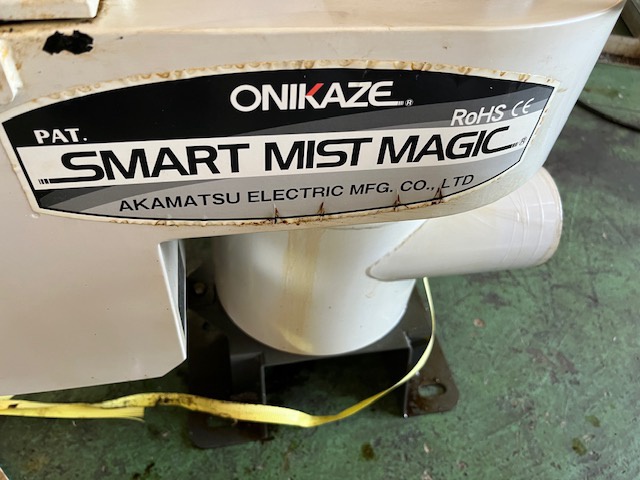 ONIKAZE ®
RoHS CE
PAT.
SMART MIST MAGIC ®
AKAMATSU ELECTRIC MFG. CO., LTD